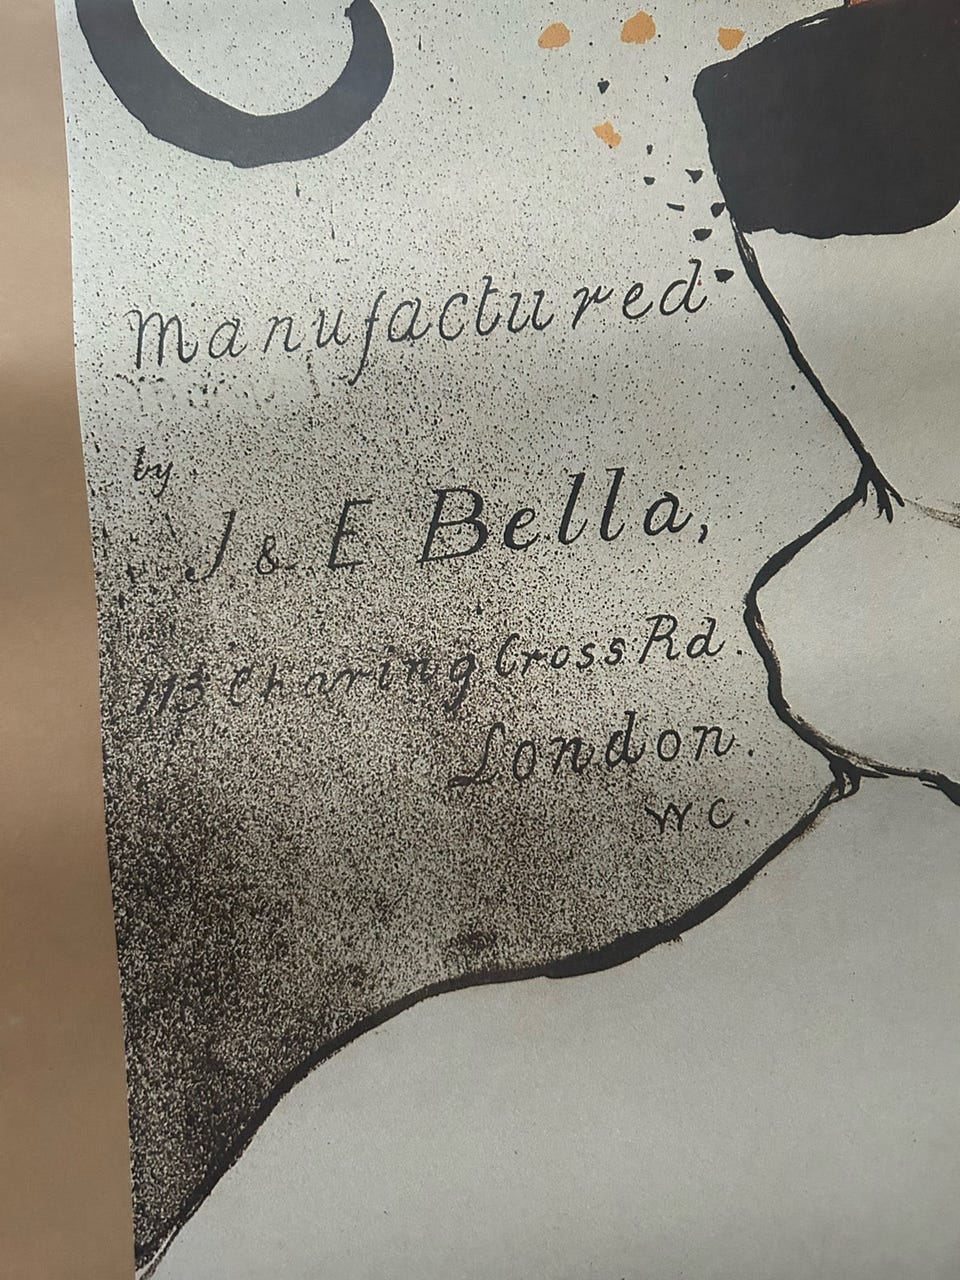 Manufactured
by
J & E Bella,
113 Charing Cross Rd.
London.
W.C.